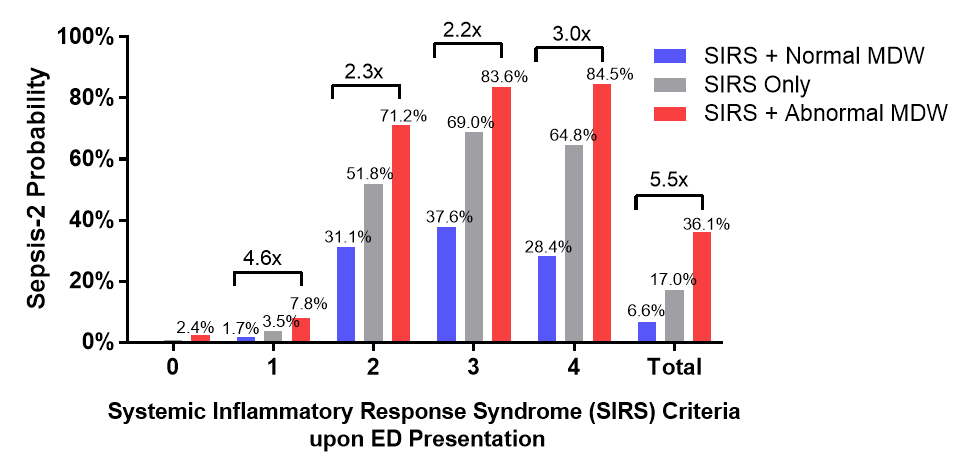 100%
80%
60%
40%
20%
0%
Sepsis-2 Probability
2.4%
4.6x
1.7%
3.5%
7.8%
2.3x
31.1%
51.8%
71.2%
2.2x
37.6%
69.0%
83.6%
3.0x
28.4%
64.8%
84.5%
5.5x
6.6%
17.0%
36.1%
SIRS + Normal MDW
SIRS Only
SIRS + Abnormal MDW
0 1 2 3 4 Total
Systemic Inflammatory Response Syndrome (SIRS) Criteria
upon ED Presentation